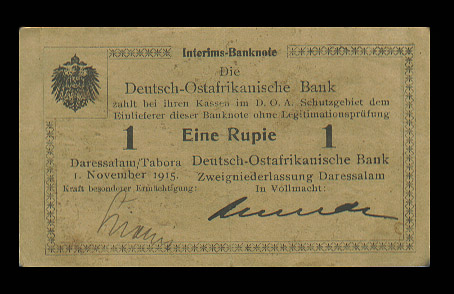 Interims-Banknote
Die
Deutsch-Ostafrikanische Bank
zahlt bei ihren Kassen im D. O. A. Schutzgebiet dem
Einlieferer dieser Banknote ohne Legitimationsprüfung
1 Eine Rupie 1
Daressalam/Tabora Deutsch-Ostafrikanische Bank
1. November 1915. Zweigniederlassung Daressalam
Kraft besonderer Ermächtigung: In Vollmacht: